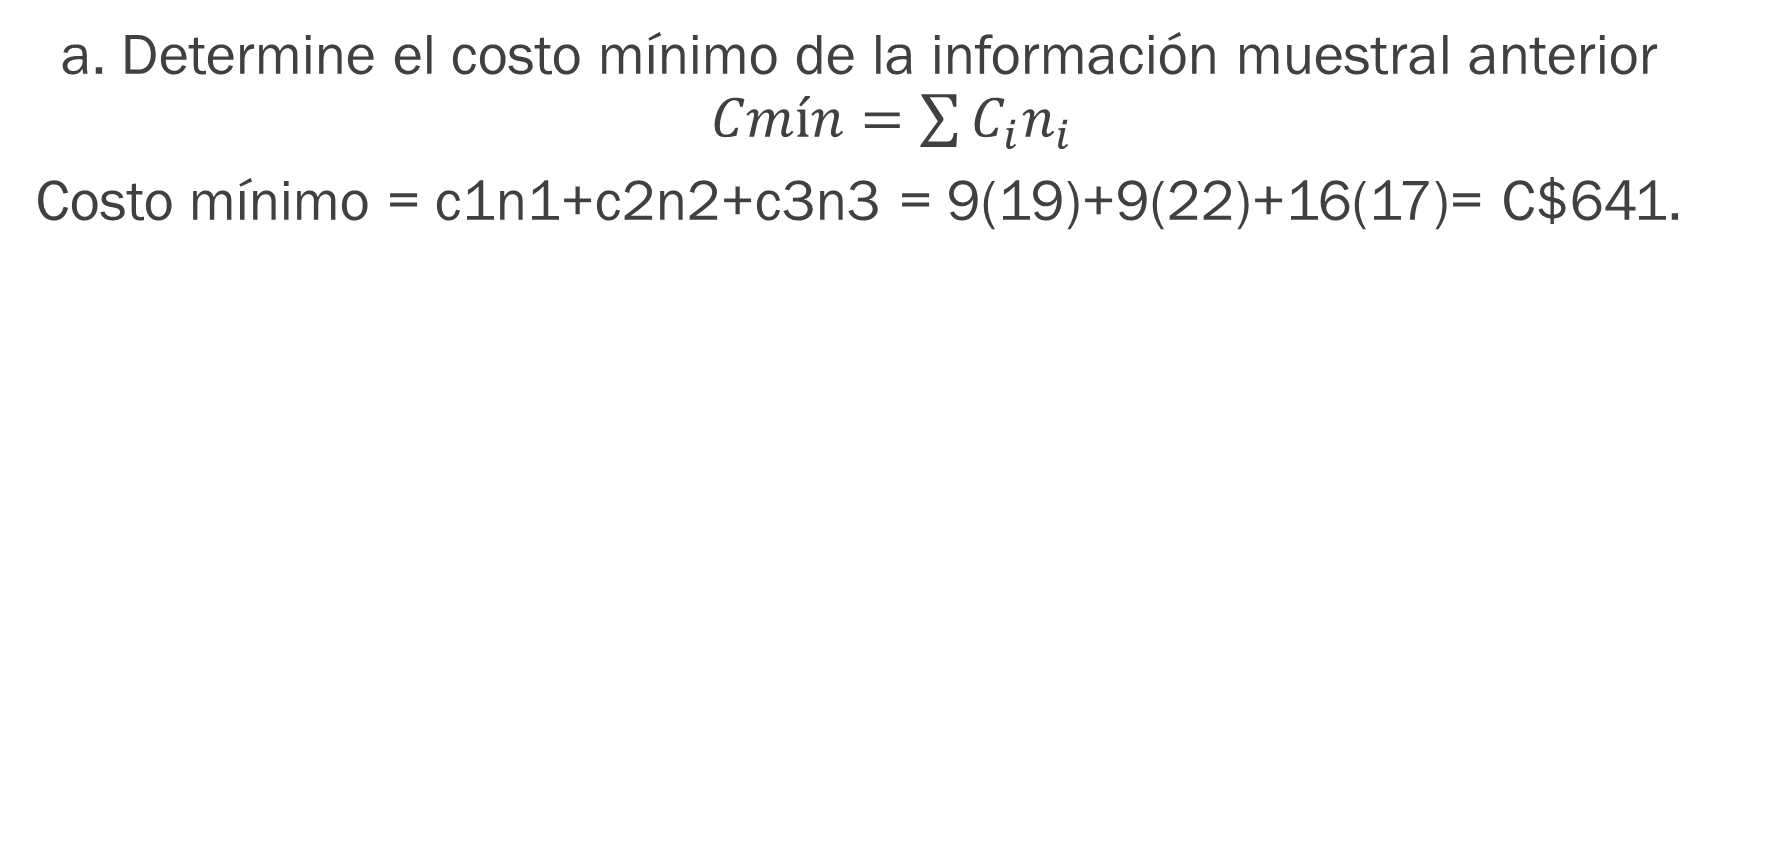 a. Determine el costo mínimo de la información muestral anterior
Cmín = ∑ Cᵢnᵢ
Costo mínimo = c1n1+c2n2+c3n3 = 9(19)+9(22)+16(17)= C$641.